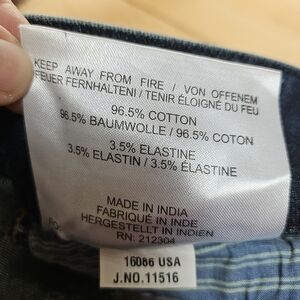 KEEP AWAY FROM FIRE / VON OFFENEM
FEUER FERNHALTEN! / TENIR ÉLOIGNÉ DU FEU
96.5% COTTON
96.5% BAUMWOLLE / 96.5% COTON
3.5% ELASTINE
3.5% ELASTIN / 3.5% ÉLASTINE
MADE IN INDIA
FABRIQUÉ IN INDE
HERGESTELLT IN INDIEN
RN: 212304
16086 USA
J.NO.11516